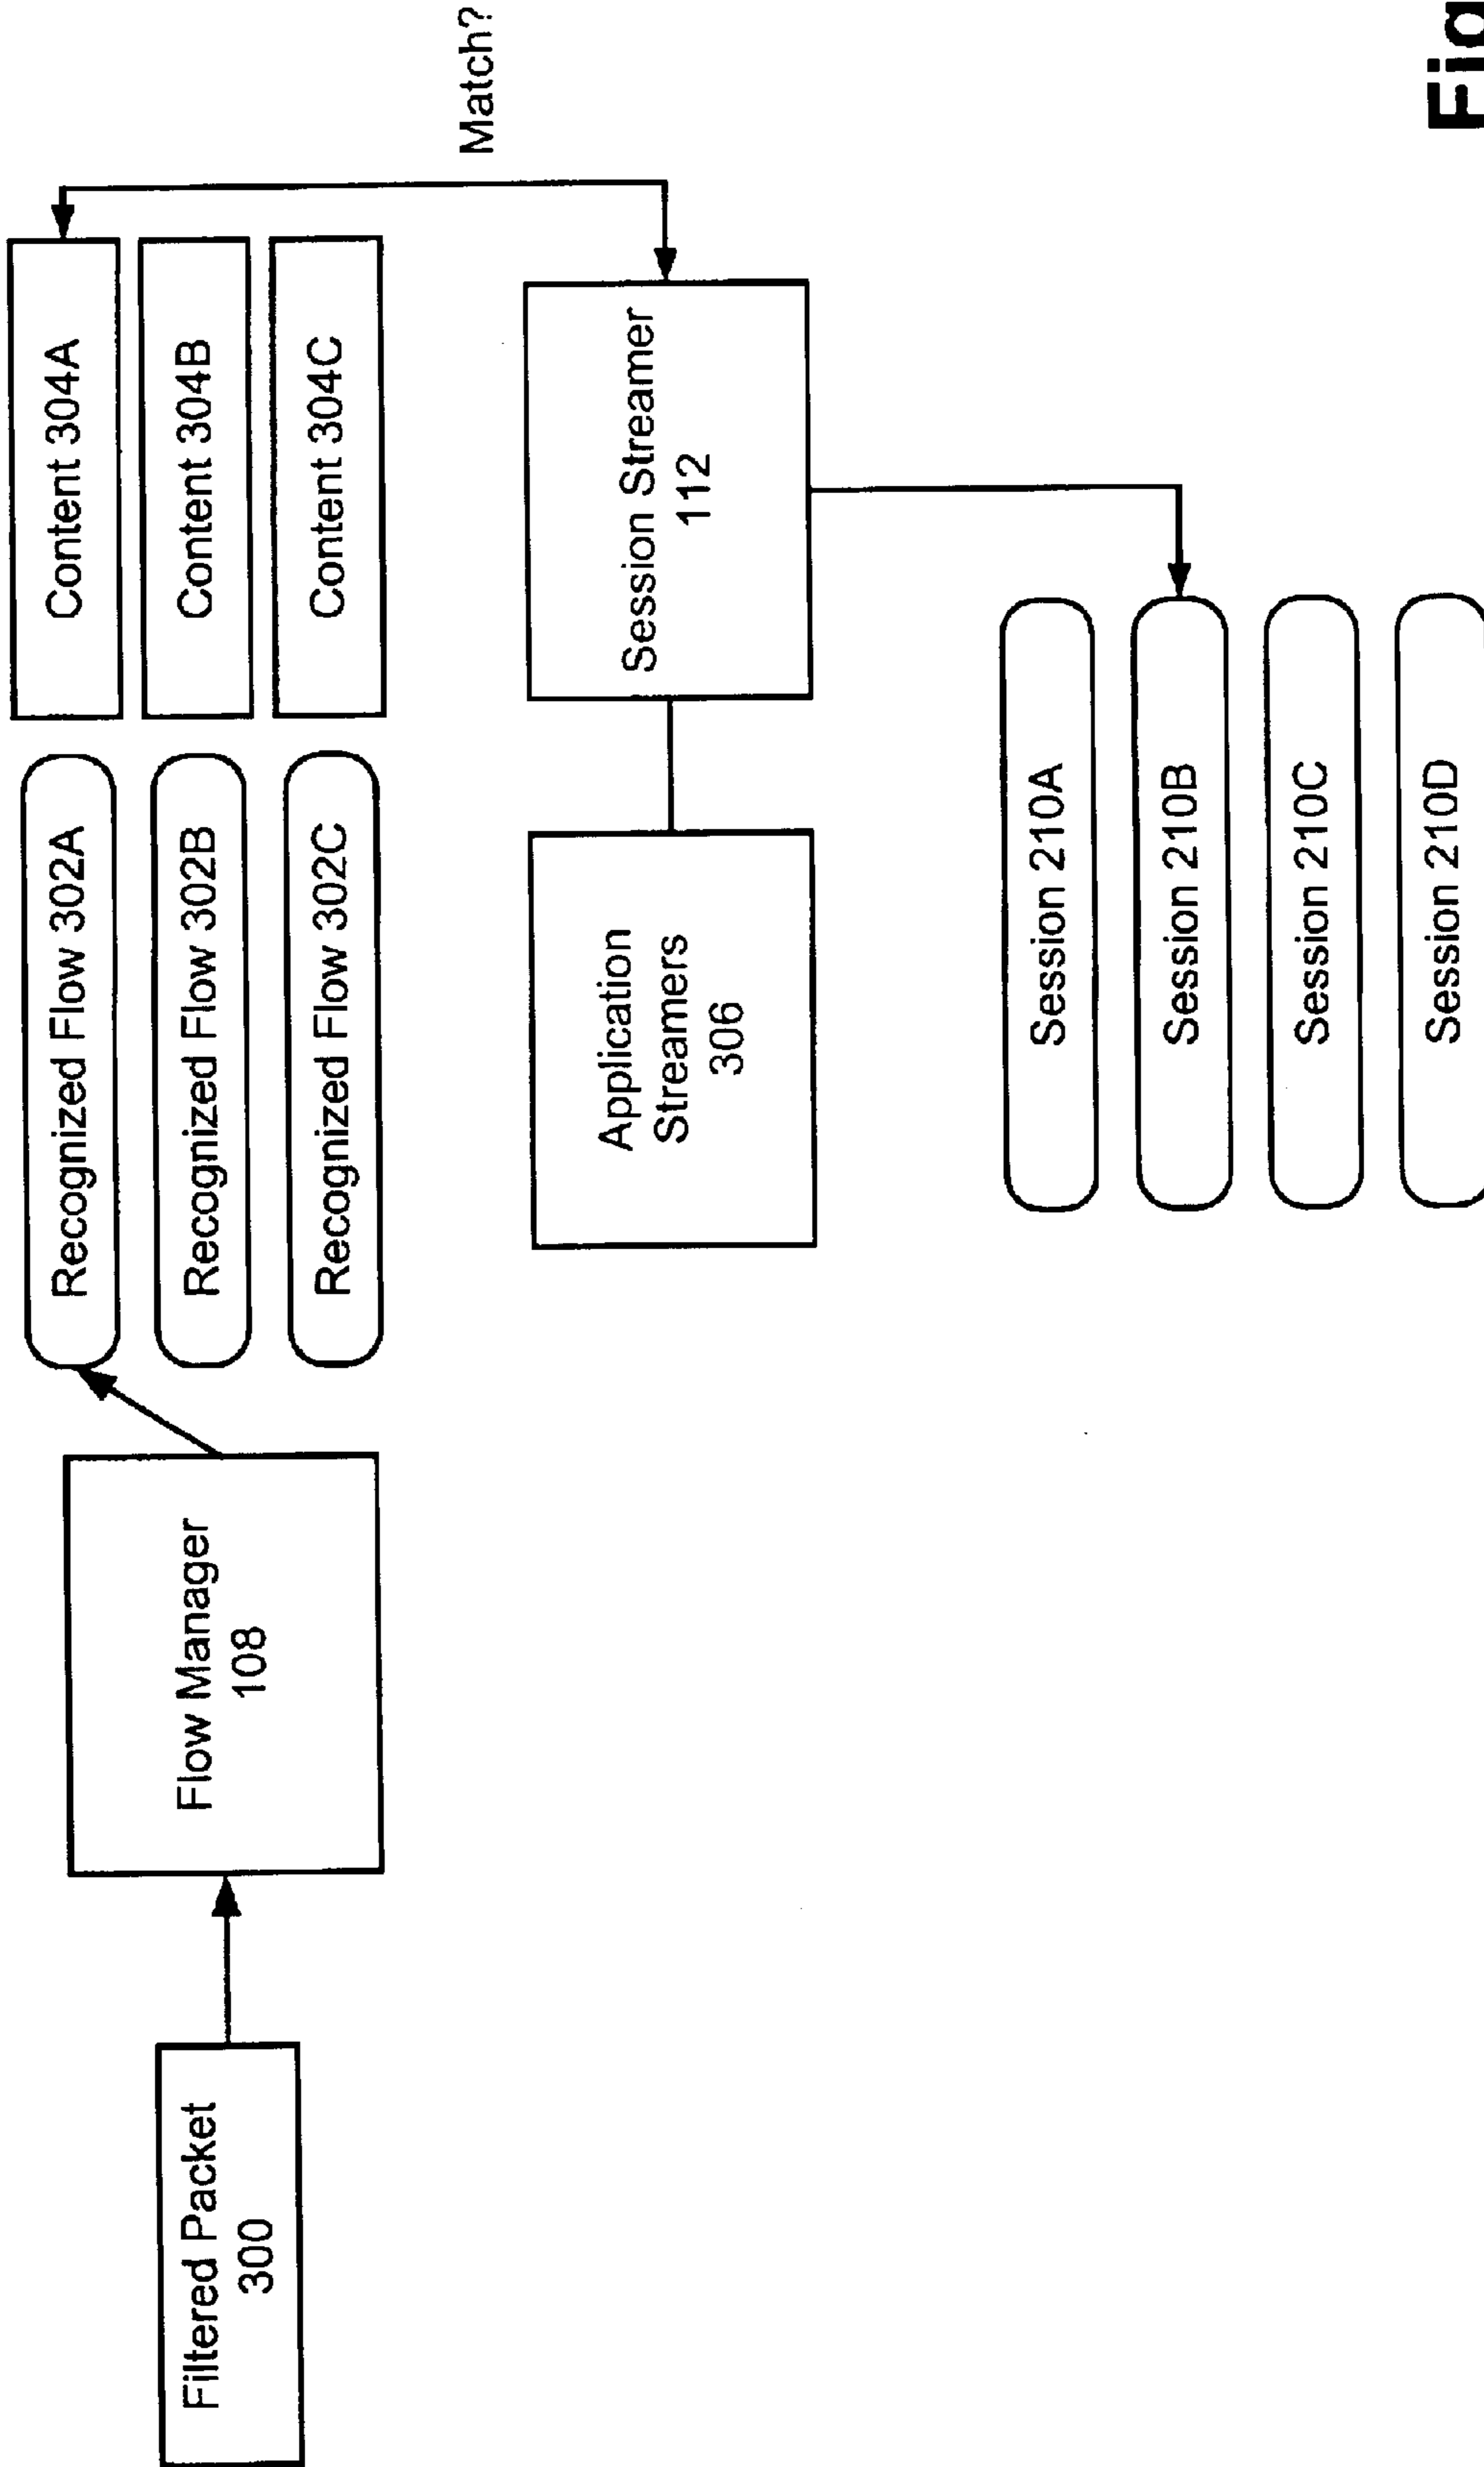 Filtered Packet
300
Flow Manager
108
Recognized Flow 302A
Recognized Flow 302B
Recognized Flow 302C
Content 304A
Content 304B
Content 304C
Match?
Application
Streamers
306
Session Streamer
112
Session 210A
Session 210B
Session 210C
Session 210D
Fig